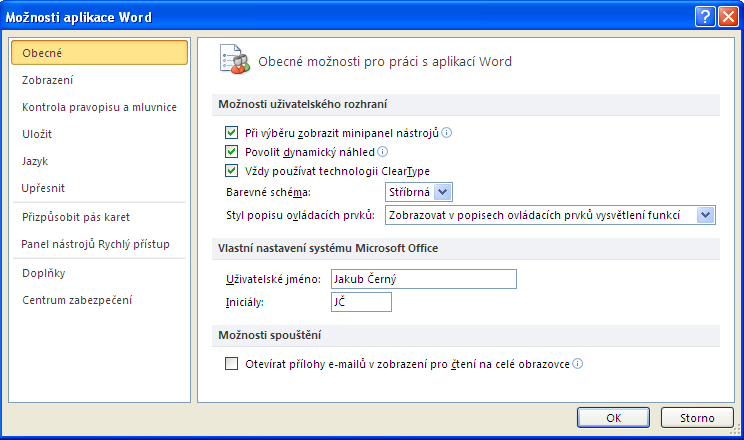 Možnosti aplikace Word
Obecné
Zobrazení
Kontrola pravopisu a mluvnice
Uložit
Jazyk
Upřesnit
Přizpůsobit pás karet
Panel nástrojů Rychlý přístup
Doplňky
Centrum zabezpečení
Obecné možnosti pro práci s aplikací Word
Možnosti uživatelského rozhraní
Při výběru zobrazit minipanel nástrojů
Povolit dynamický náhled
Vždy používat technologii ClearType
Barevné schéma: Stříbrná
Styl popisu ovládacích prvků: Zobrazovat v popisech ovládacích prvků vysvětlení funkcí
Vlastní nastavení systému Microsoft Office
Uživatelské jméno: Jakub Černý
Iniciály: JČ
Možnosti spouštění
Otevírat přílohy e-mailů v zobrazení pro čtení na celé obrazovce
OK Storno